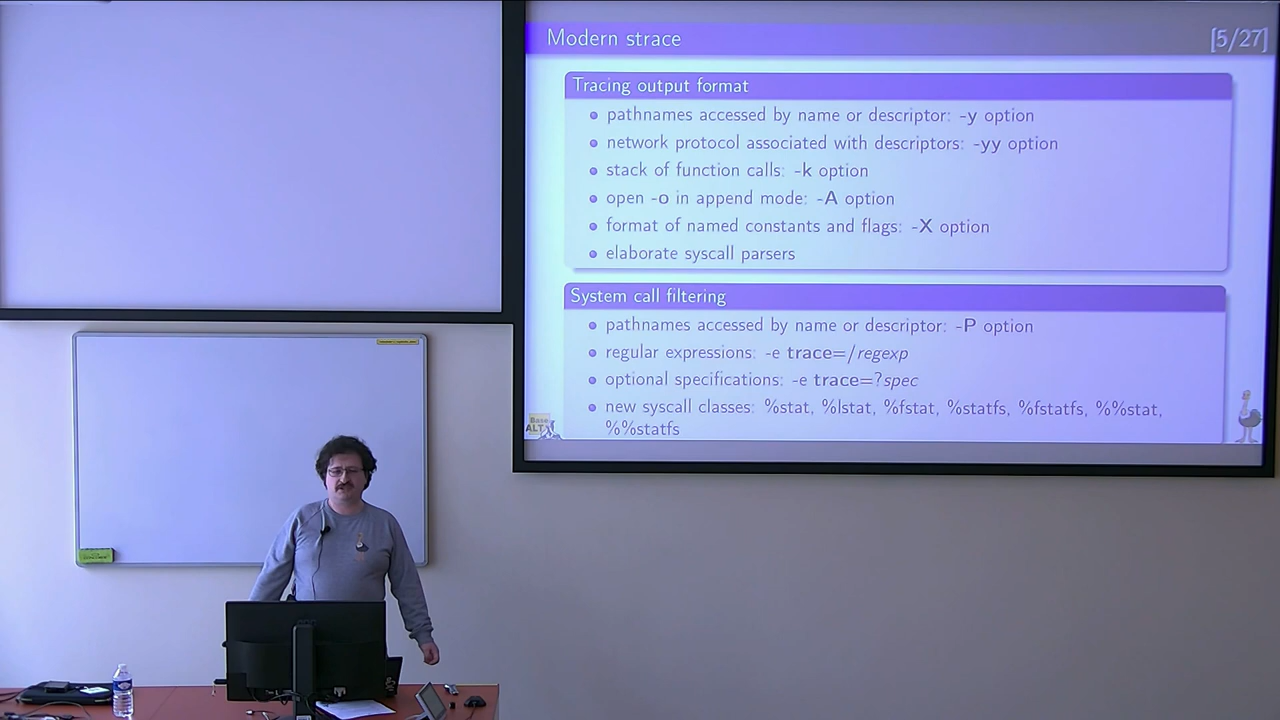 Modern strace
[5/27]
Tracing output format
pathnames accessed by name or descriptor: -y option
network protocol associated with descriptors: -yy option
stack of function calls: -k option
open -o in append mode: -A option
format of named constants and flags: -X option
elaborate syscall parsers
System call filtering
pathnames accessed by name or descriptor: -P option
regular expressions: -e trace=/regexp
optional specifications: -e trace=?spec
new syscall classes: %stat, %lstat, %fstat, %statfs, %fstatfs, %%stat,
%%statfs
Base
ALT